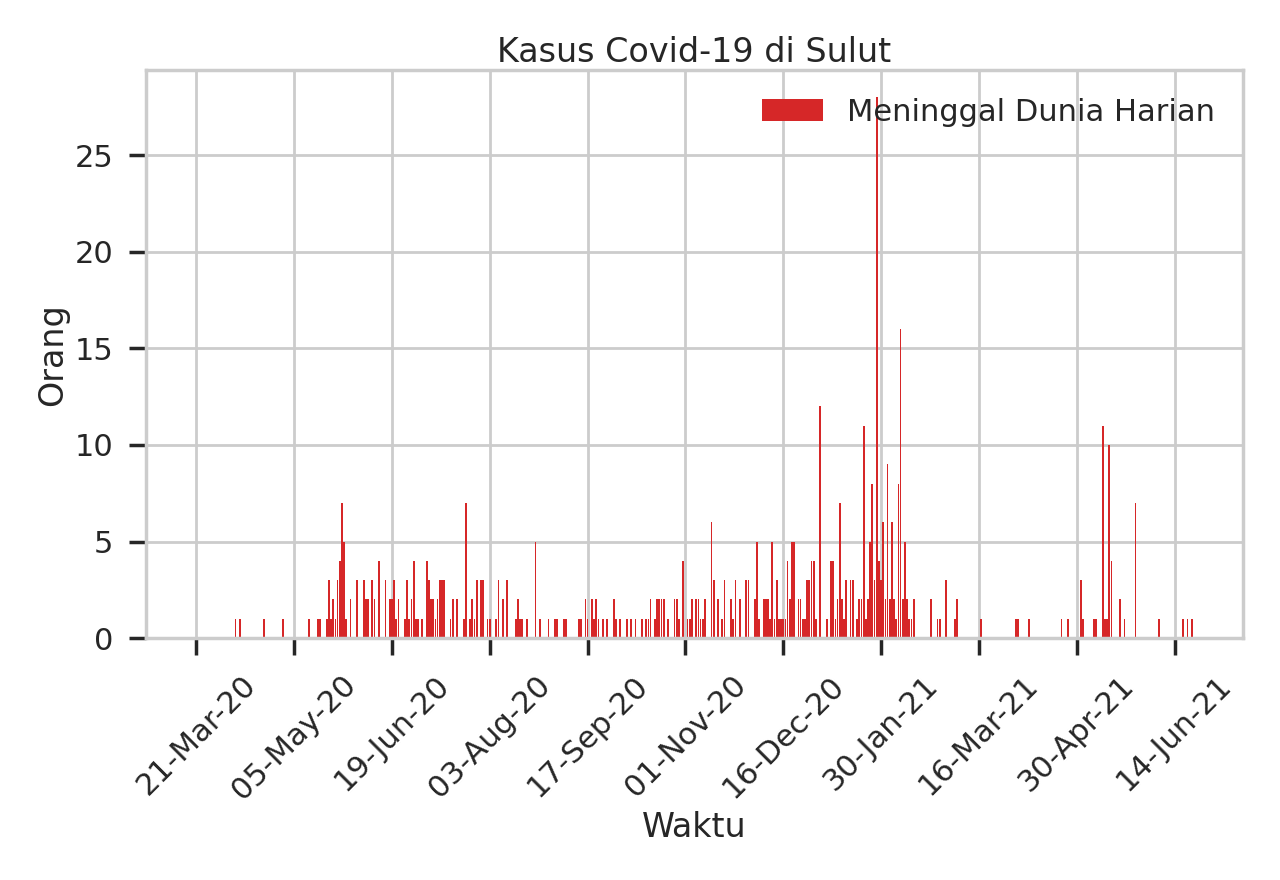 Kasus Covid-19 di Sulut
Meninggal Dunia Harian
Orang
25
20
15
10
5
0
21-Mar-20
05-May-20
19-Jun-20
03-Aug-20
17-Sep-20
01-Nov-20
16-Dec-20
30-Jan-21
16-Mar-21
30-Apr-21
14-Jun-21
Waktu